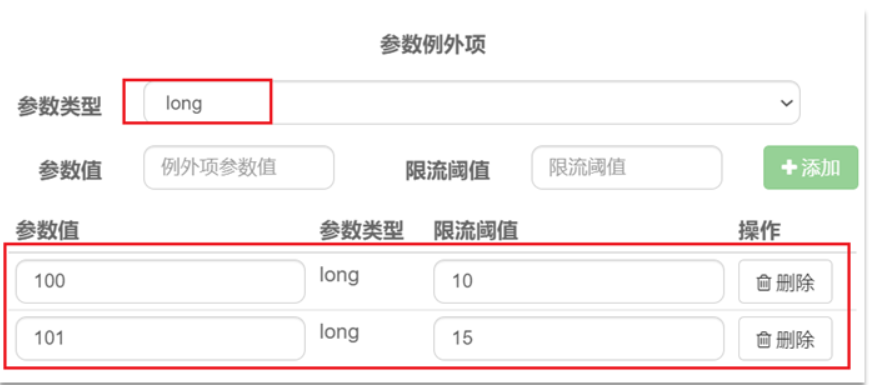 参数例外项
参数类型 long
参数值 例外项参数值 限流阈值 限流阈值 +添加
参数值 参数类型 限流阈值 操作
100 long 10 删除
101 long 15 删除